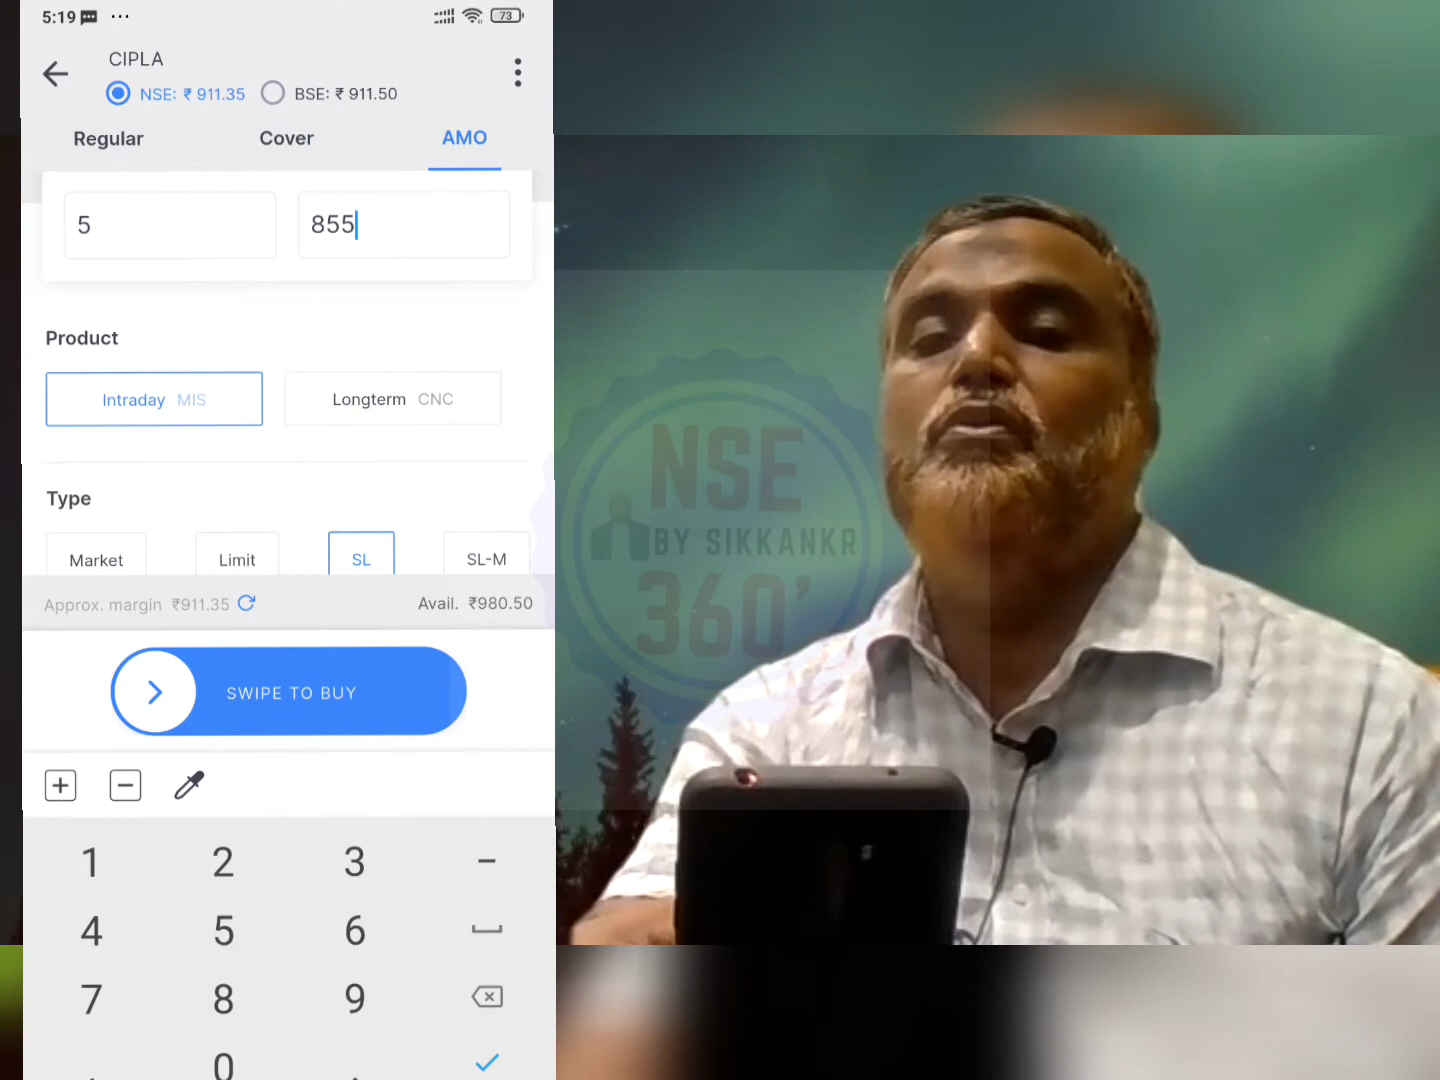 5:19
73
CIPLA
NSE: ₹ 911.35
BSE: ₹ 911.50
Regular
Cover
AMO
5
855
Product
Intraday MIS
Longterm CNC
Type
Market
Limit
SL
SL-M
Approx. margin ₹911.35
Avail. ₹980.50
SWIPE TO BUY
+
−
1 2 3 −
4 5 6
7 8 9
0
NSE
BY SIKKANKR
360'